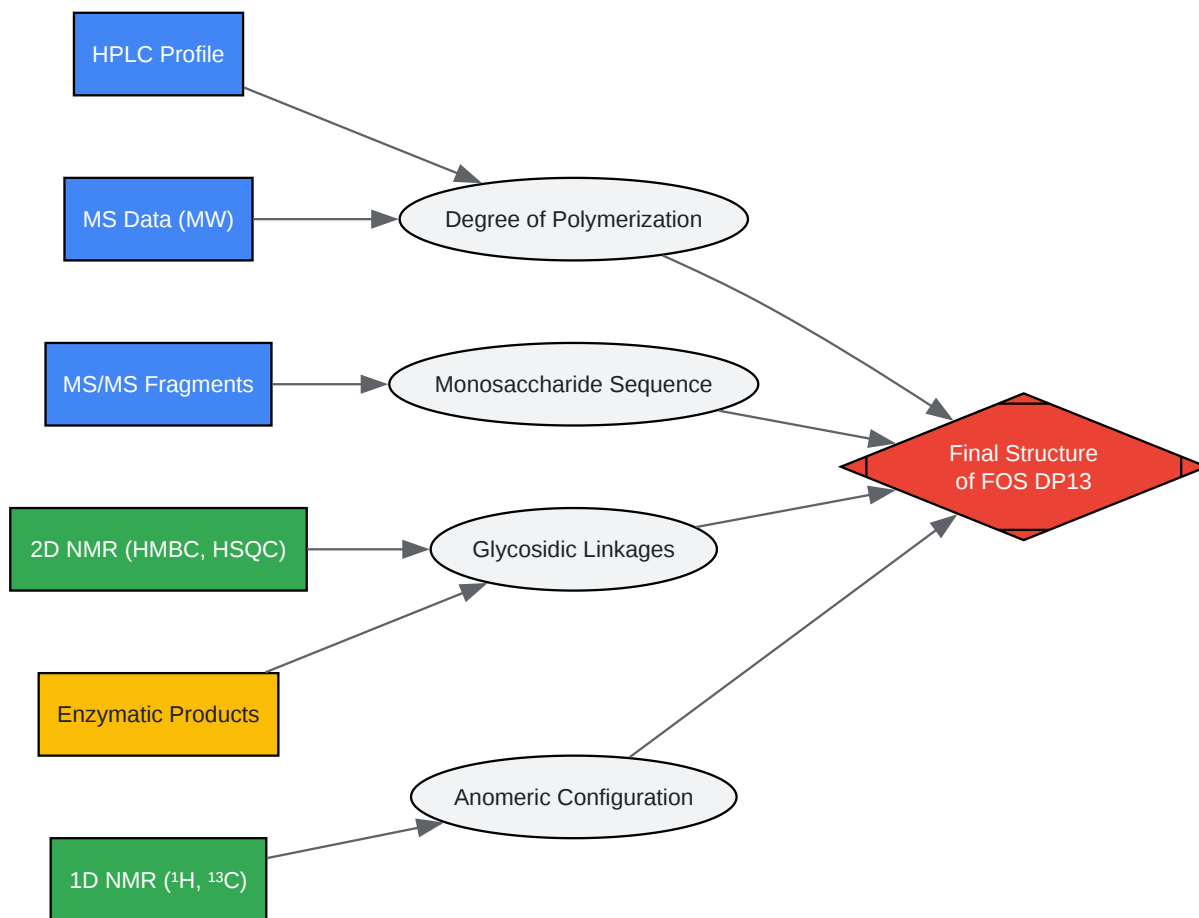 HPLC Profile
MS Data (MW)
Degree of Polymerization
MS/MS Fragments
Monosaccharide Sequence
Final Structure
of FOS DP13
2D NMR (HMBC, HSQC)
Glycosidic Linkages
Enzymatic Products
Anomeric Configuration
1D NMR (¹H, ¹³C)